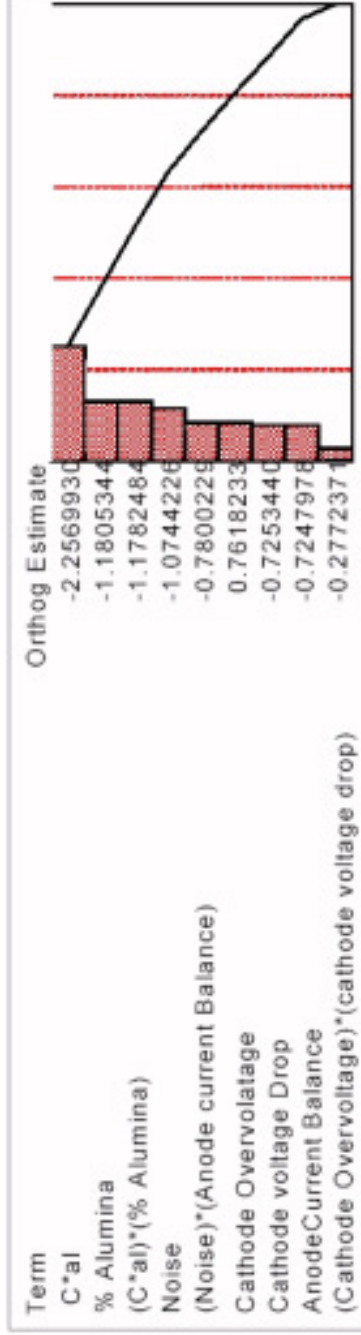 Term Orthog Estimate
C*al -2.2569930
% Alumina -1.1805344
(C*al)*(% Alumina) -1.1782484
Noise -1.0744226
(Noise)*(Anode current Balance) -0.7800229
Cathode Overvolatage 0.7618233
Cathode voltage Drop -0.7253440
AnodeCurrent Balance -0.7247978
(Cathode Overvoltage)*(cathode voltage drop) -0.2772371